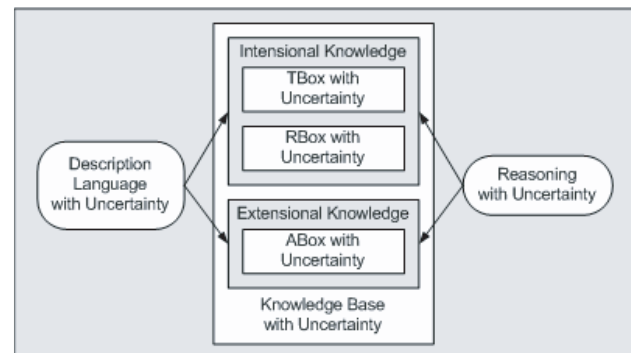 Intensional Knowledge
TBox with
Uncertainty
RBox with
Uncertainty
Description
Language
with Uncertainty
Reasoning
with Uncertainty
Extensional Knowledge
ABox with
Uncertainty
Knowledge Base
with Uncertainty